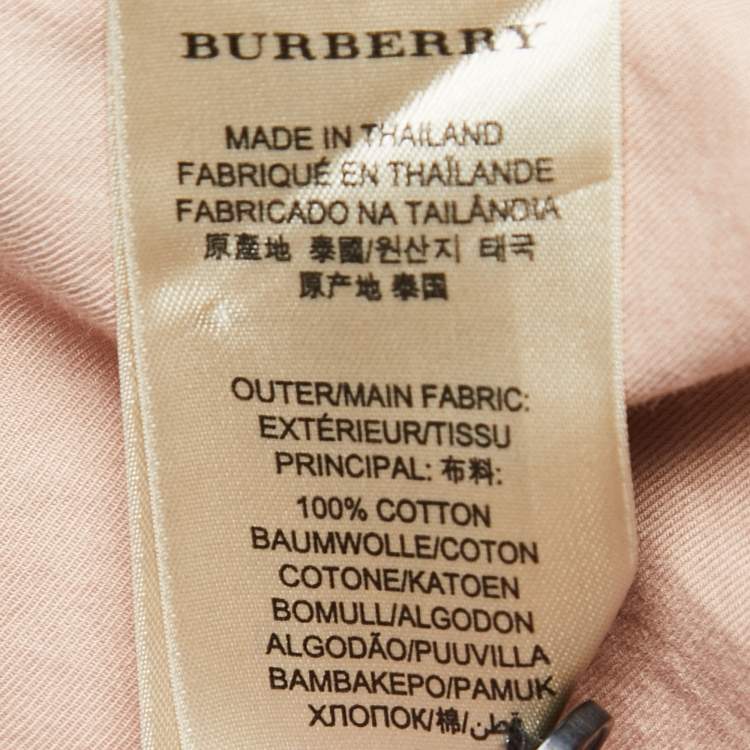 BURBERRY
MADE IN THAILAND
FABRIQUÉ EN THAÏLANDE
FABRICADO NA TAILÂNDIA
原產地 泰國/원산지 태국
原产地 泰国
OUTER/MAIN FABRIC:
EXTÉRIEUR/TISSU
PRINCIPAL: 布料:
100% COTTON
BAUMWOLLE/COTON
COTONE/KATOEN
BOMULL/ALGODON
ALGODÃO/PUUVILLA
BAMBAKEPO/PAMUK
ХЛОПОК/棉/قطن